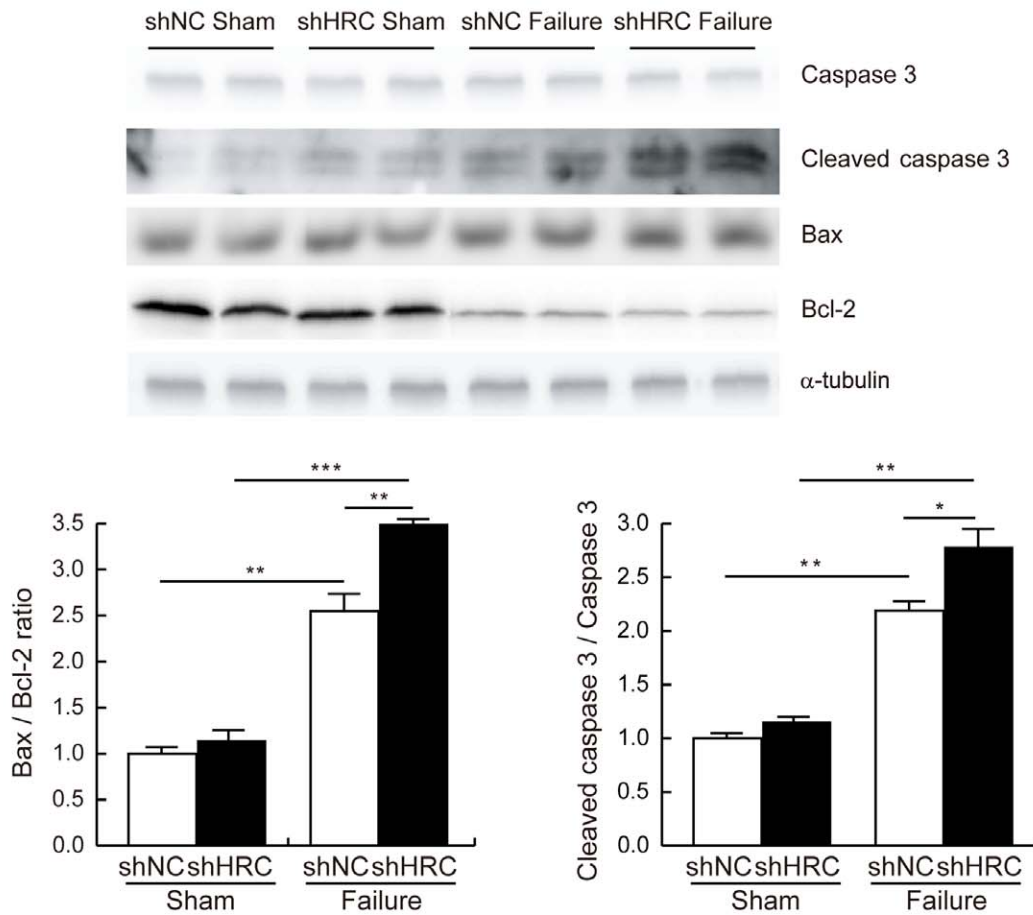 shNC Sham shHRC Sham shNC Failure shHRC Failure
Caspase 3
Cleaved caspase 3
Bax
Bcl-2
α-tubulin
Bax / Bcl-2 ratio
3.5
3.0
2.5
2.0
1.5
1.0
0.5
0.0
***
**
**
shNC shHRC shNC shHRC
Sham Failure
Cleaved caspase 3 / Caspase 3
3.0
2.5
2.0
1.5
1.0
0.5
0.0
**
*
**
shNC shHRC shNC shHRC
Sham Failure